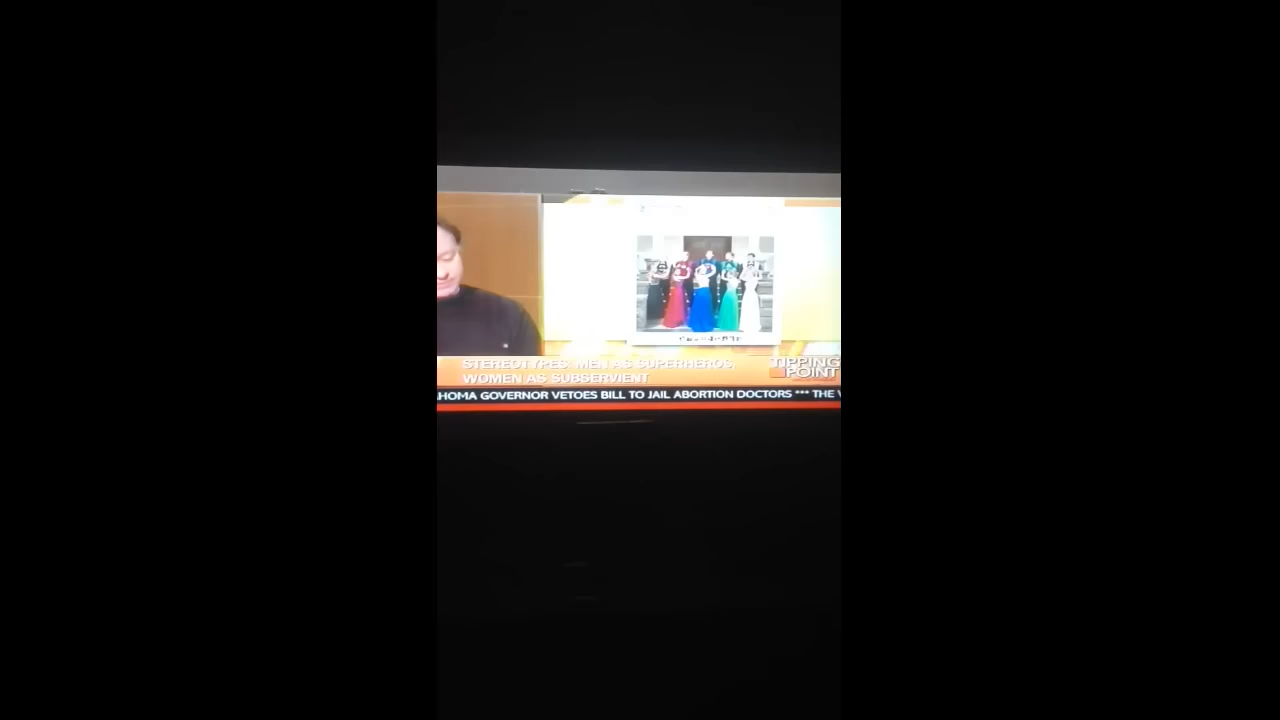 STEREOTYPES: MEN AS SUPERHEROS,
WOMEN AS SUBSERVIENT
TIPPING
POINT
HOMA GOVERNOR VETOES BILL TO JAIL ABORTION DOCTORS *** THE